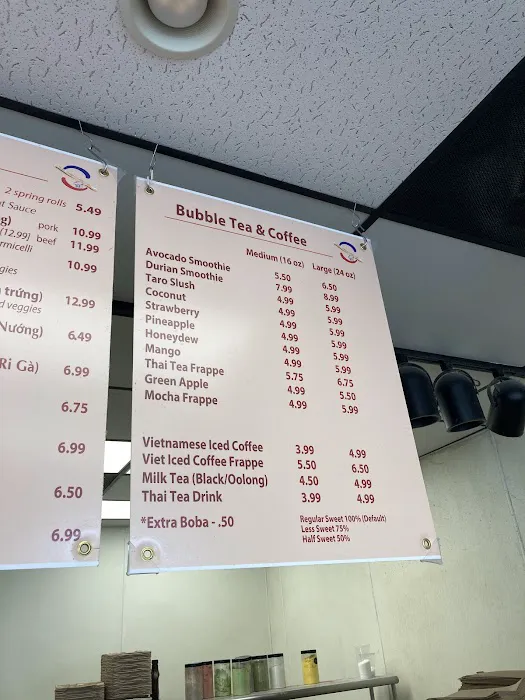 2 spring rolls 5.49
t Sauce
g) pork 10.99
(12.99) beef 11.99
rmicelli
10.99
gies
trứng) 12.99
d veggies
Nướng) 6.49
Ri Gà) 6.99
6.75
6.99
6.50
6.99
Bubble Tea & Coffee
Medium (16 oz) Large (24 oz)
Avocado Smoothie 5.50 6.50
Durian Smoothie 7.99 8.99
Taro Slush 4.99 5.99
Coconut 4.99 5.99
Strawberry 4.99 5.99
Pineapple 4.99 5.99
Honeydew 4.99 5.99
Mango 4.99 5.99
Thai Tea Frappe 5.75 6.75
Green Apple 4.99 5.50
Mocha Frappe 4.99 5.99
Vietnamese Iced Coffee 3.99 4.99
Viet Iced Coffee Frappe 5.50 6.50
Milk Tea (Black/Oolong) 4.50 4.99
Thai Tea Drink 3.99 4.99
*Extra Boba - .50
Regular Sweet 100% (Default)
Less Sweet 75%
Half Sweet 50%